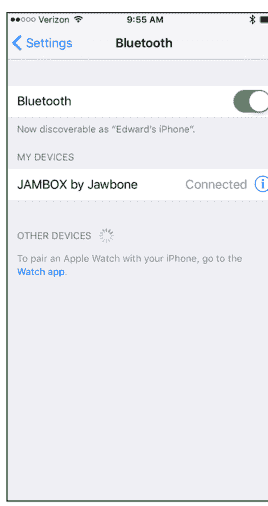 Verizon 9:55 AM
Settings Bluetooth
Bluetooth
Now discoverable as “Edward’s iPhone”.
MY DEVICES
JAMBOX by Jawbone Connected
OTHER DEVICES
To pair an Apple Watch with your iPhone, go to the
Watch app.